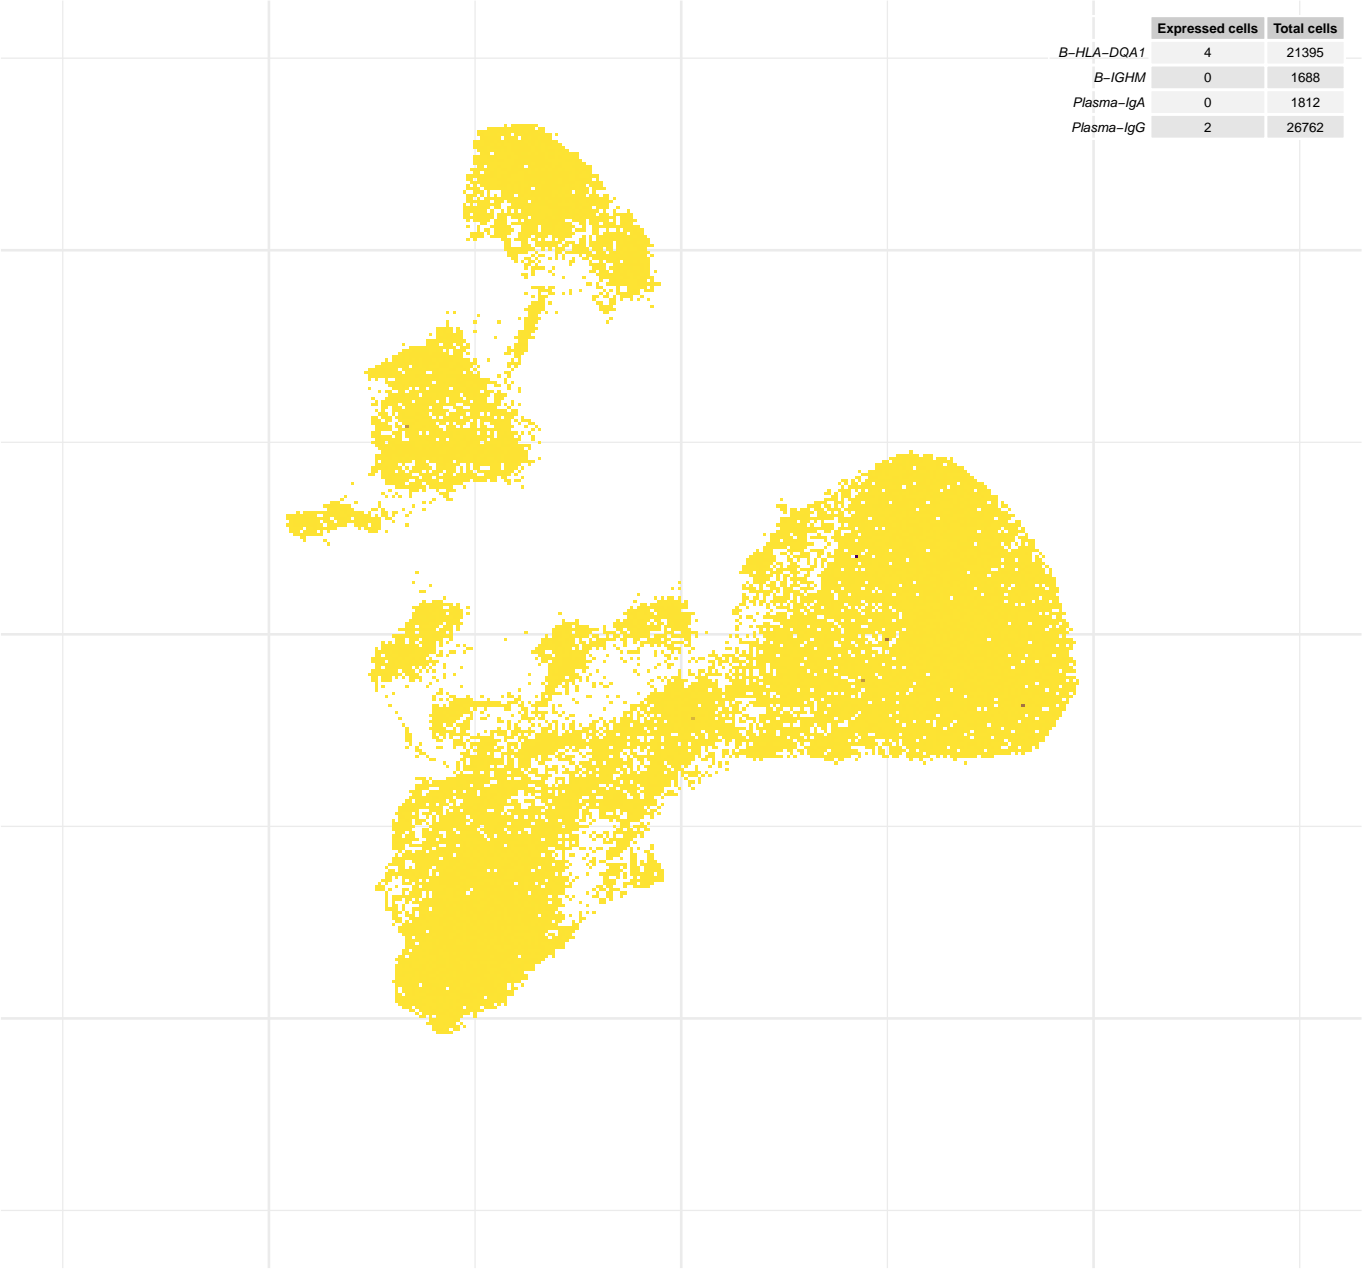 Expressed cells Total cells
B−HLA−DQA1 4 21395
B−IGHM 0 1688
Plasma−IgA 0 1812
Plasma−IgG 2 26762